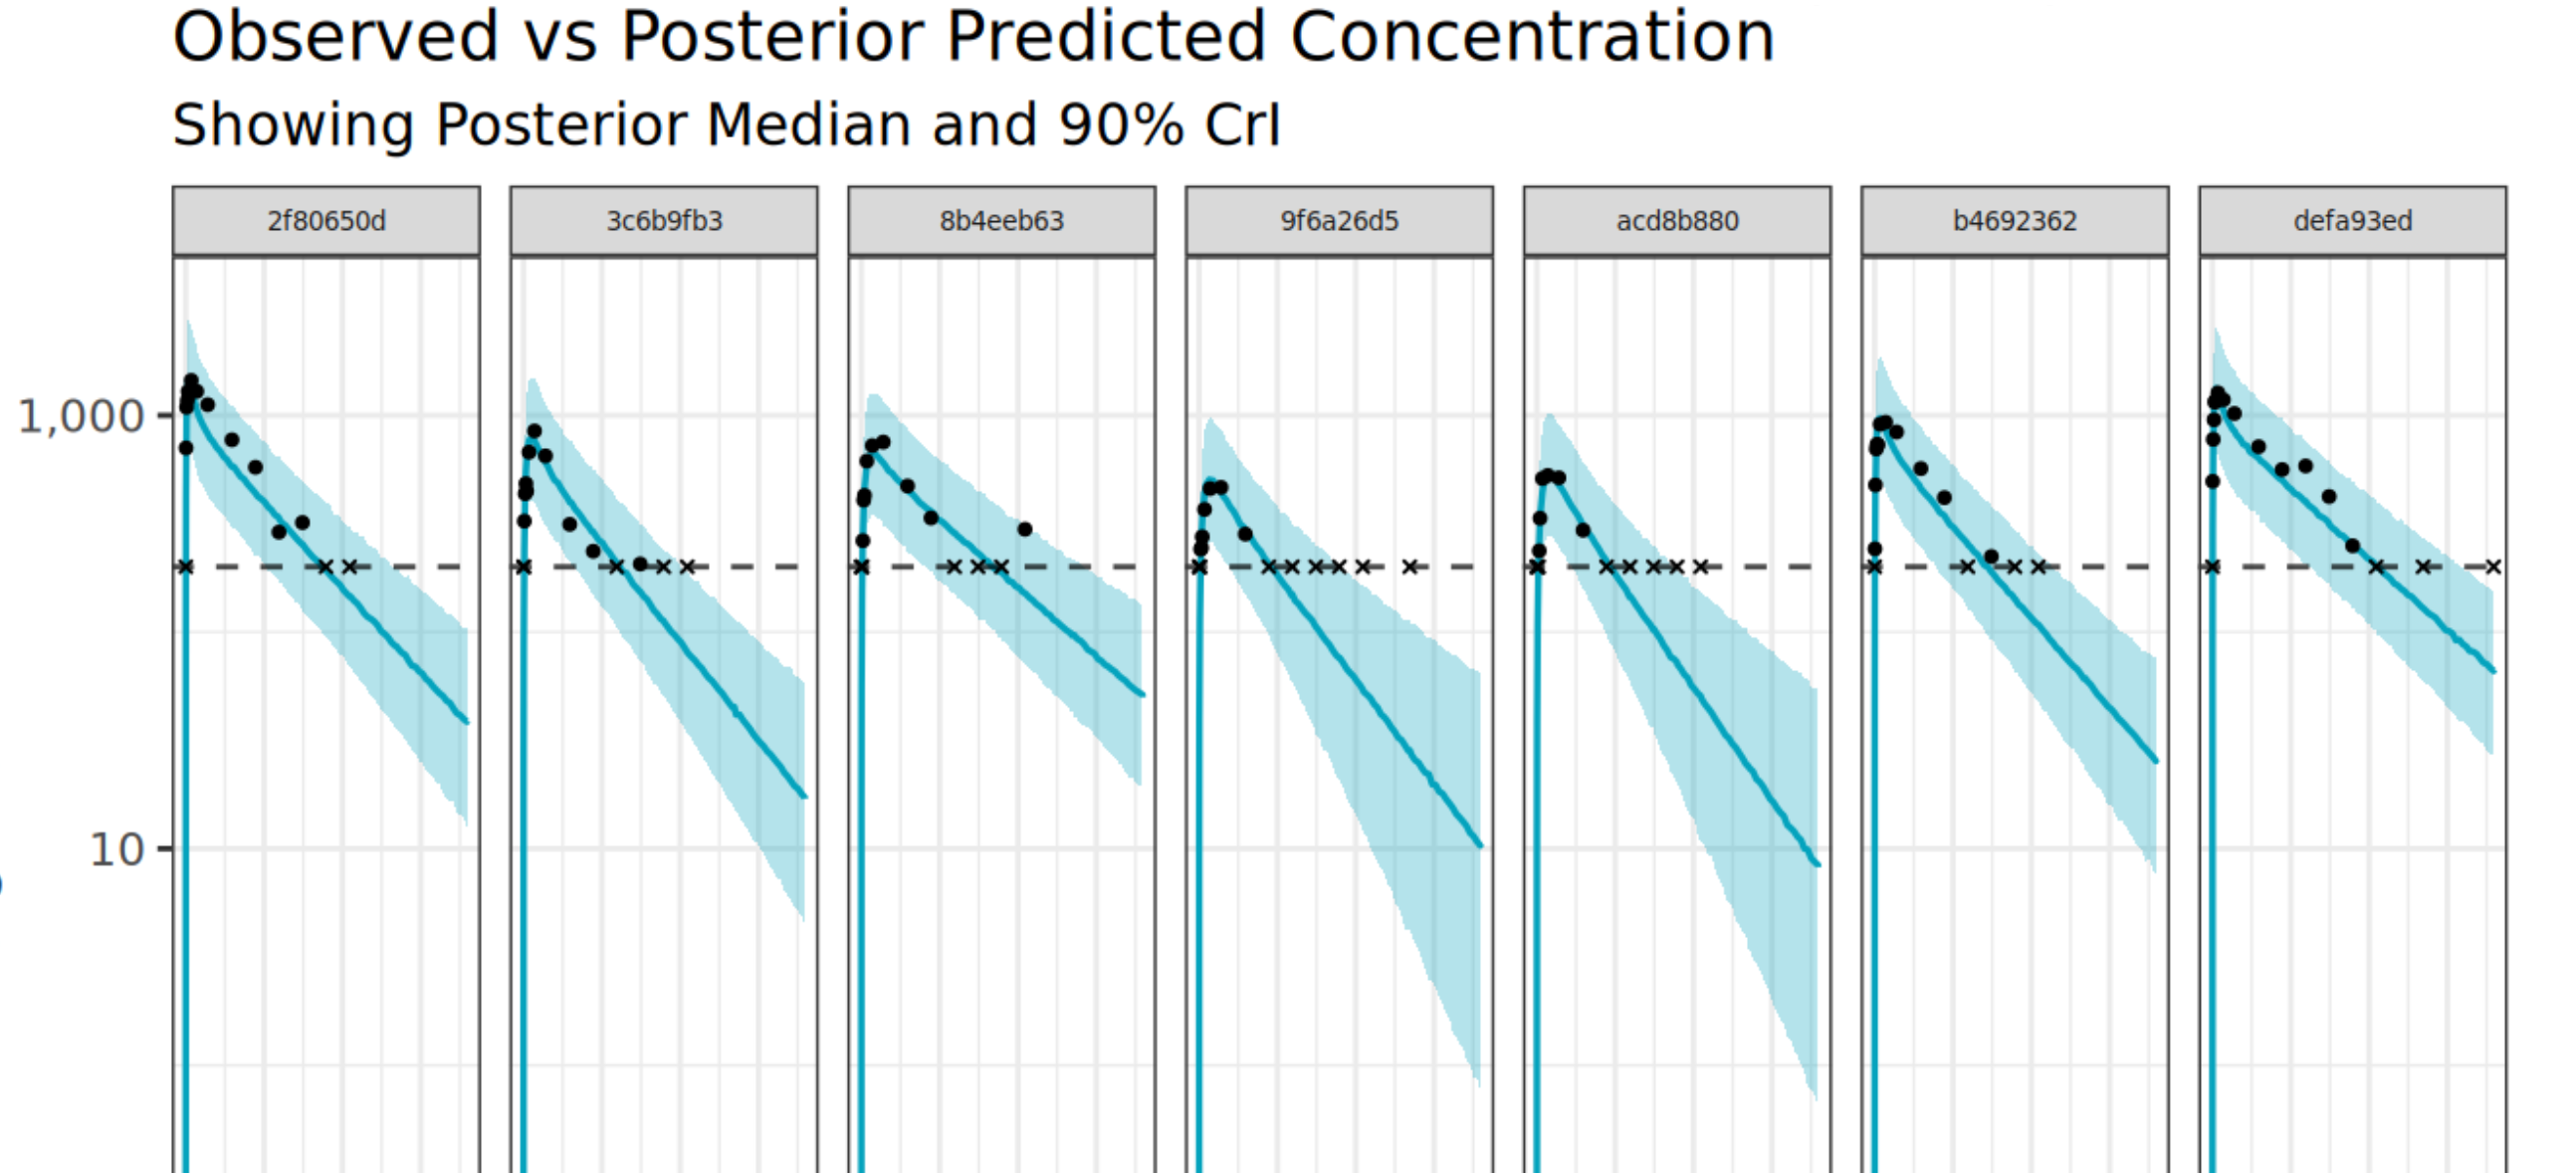 Observed vs Posterior Predicted Concentration
Showing Posterior Median and 90% CrI
2f80650d 3c6b9fb3 8b4eeb63 9f6a26d5 acd8b880 b4692362 defa93ed
1,000
10